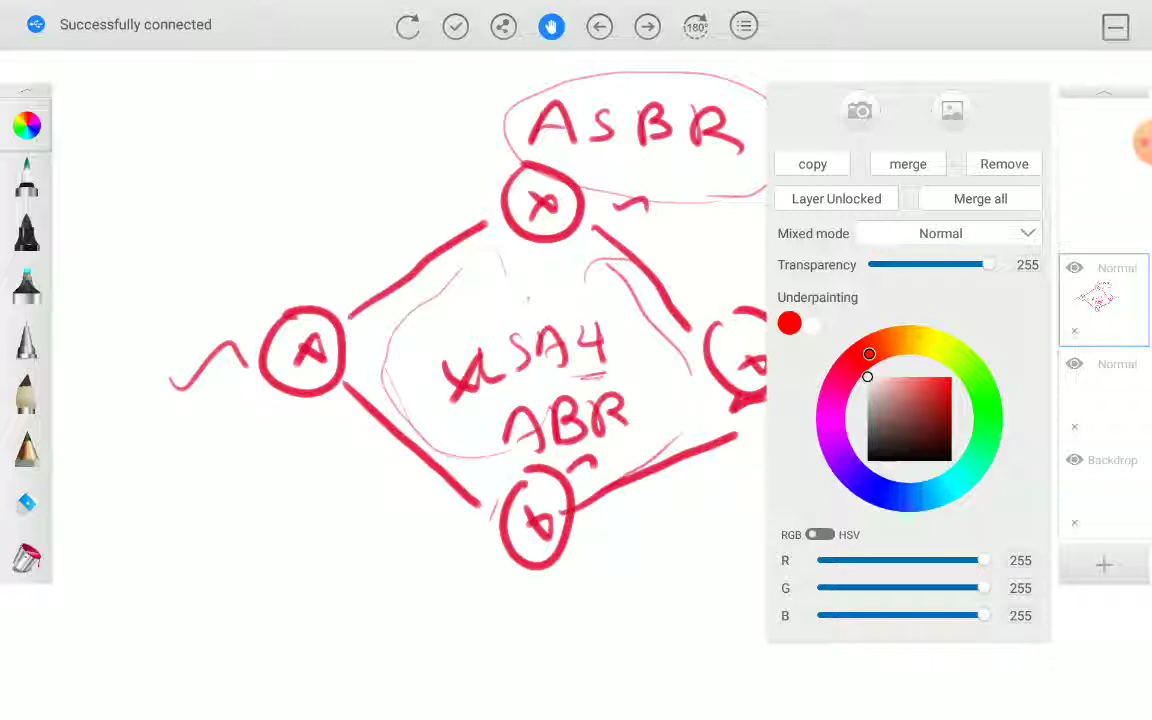 Successfully connected
180°
ASBR
copy merge Remove
Layer Unlocked Merge all
Mixed mode Normal
Transparency 255
Underpainting
LSA4
ABR
RGB HSV
R 255
G 255
B 255
Normal
Normal
Backdrop